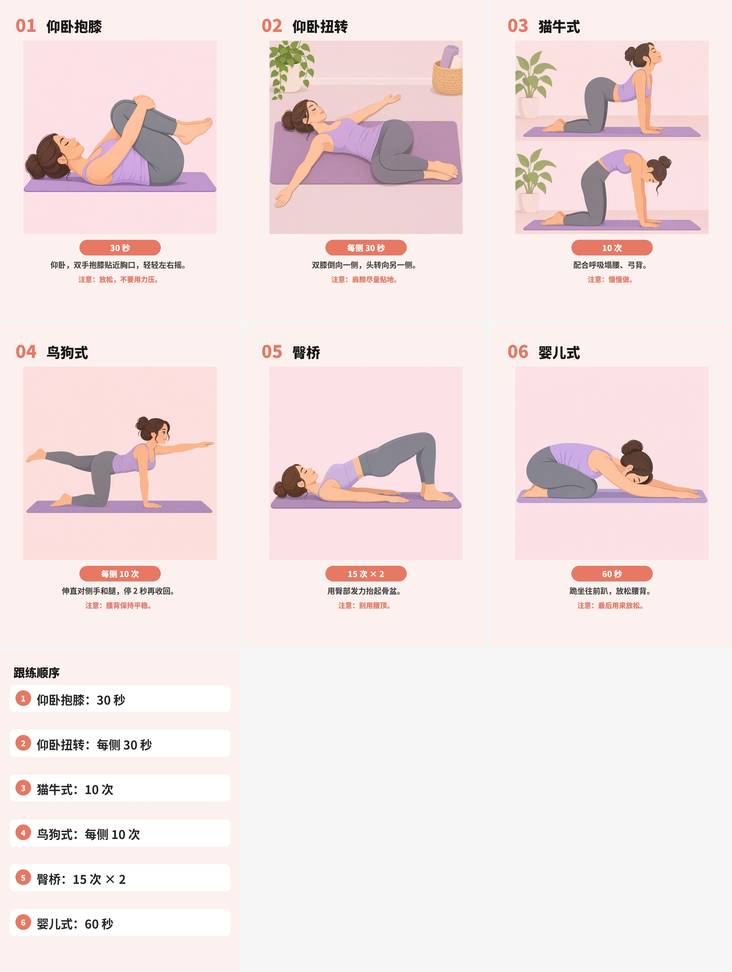 01 仰卧抱膝
30 秒
仰卧，双手抱膝贴近胸口，轻轻左右摇。
注意：放松，不要用力压。
02 仰卧扭转
每侧 30 秒
双膝倒向一侧，头转向另一侧。
注意：肩膀尽量贴地。
03 猫牛式
10 次
配合呼吸塌腰、弓背。
注意：慢慢做。
04 鸟狗式
每侧 10 次
伸直对侧手和腿，停 2 秒再收回。
注意：腰背保持平稳。
05 臀桥
15 次 × 2
用臀部发力抬起骨盆。
注意：别用腰顶。
06 婴儿式
60 秒
跪坐往前趴，放松腰背。
注意：最后用来放松。
跟练顺序
1 仰卧抱膝：30 秒
2 仰卧扭转：每侧 30 秒
3 猫牛式：10 次
4 鸟狗式：每侧 10 次
5 臀桥：15 次 × 2
6 婴儿式：60 秒